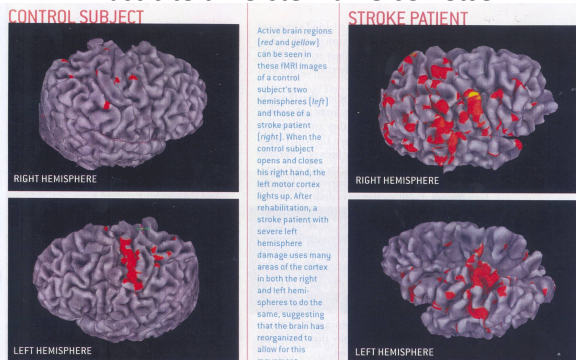 CONTROL SUBJECT
RIGHT HEMISPHERE
LEFT HEMISPHERE
Active brain regions
(red and yellow)
can be seen in
these fMRI images
of a control
subject's two
hemispheres (left)
and those of a
stroke patient
(right). When the
control subject
opens and closes
his right hand, the
left motor cortex
lights up. After
rehabilitation, a
stroke patient with
severe left
hemisphere
damage uses many
areas of the cortex
in both the right
and left hemi-
spheres to do the
same, suggesting
that the brain has
reorganized to
allow for this
STROKE PATIENT
RIGHT HEMISPHERE
LEFT HEMISPHERE